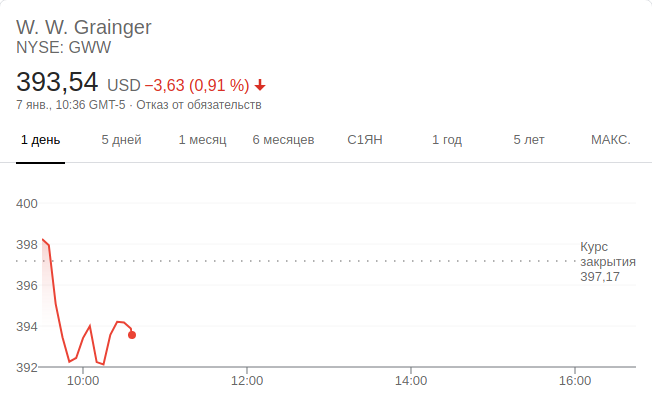 W. W. Grainger
NYSE: GWW
393,54 USD −3,63 (0,91 %)
7 янв., 10:36 GMT-5 · Отказ от обязательств
1 день 5 дней 1 месяц 6 месяцев С1ЯН 1 год 5 лет МАКС.
400
398
396
394
392
Курс
закрытия
397,17
10:00 12:00 14:00 16:00